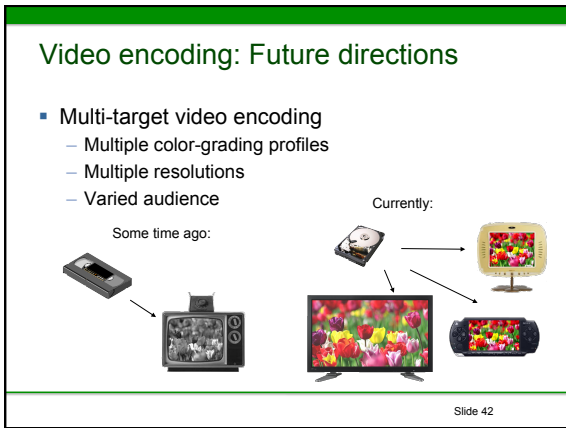 Video encoding: Future directions
▪ Multi-target video encoding
– Multiple color-grading profiles
– Multiple resolutions
– Varied audience
Currently:
Some time ago:
Slide 42